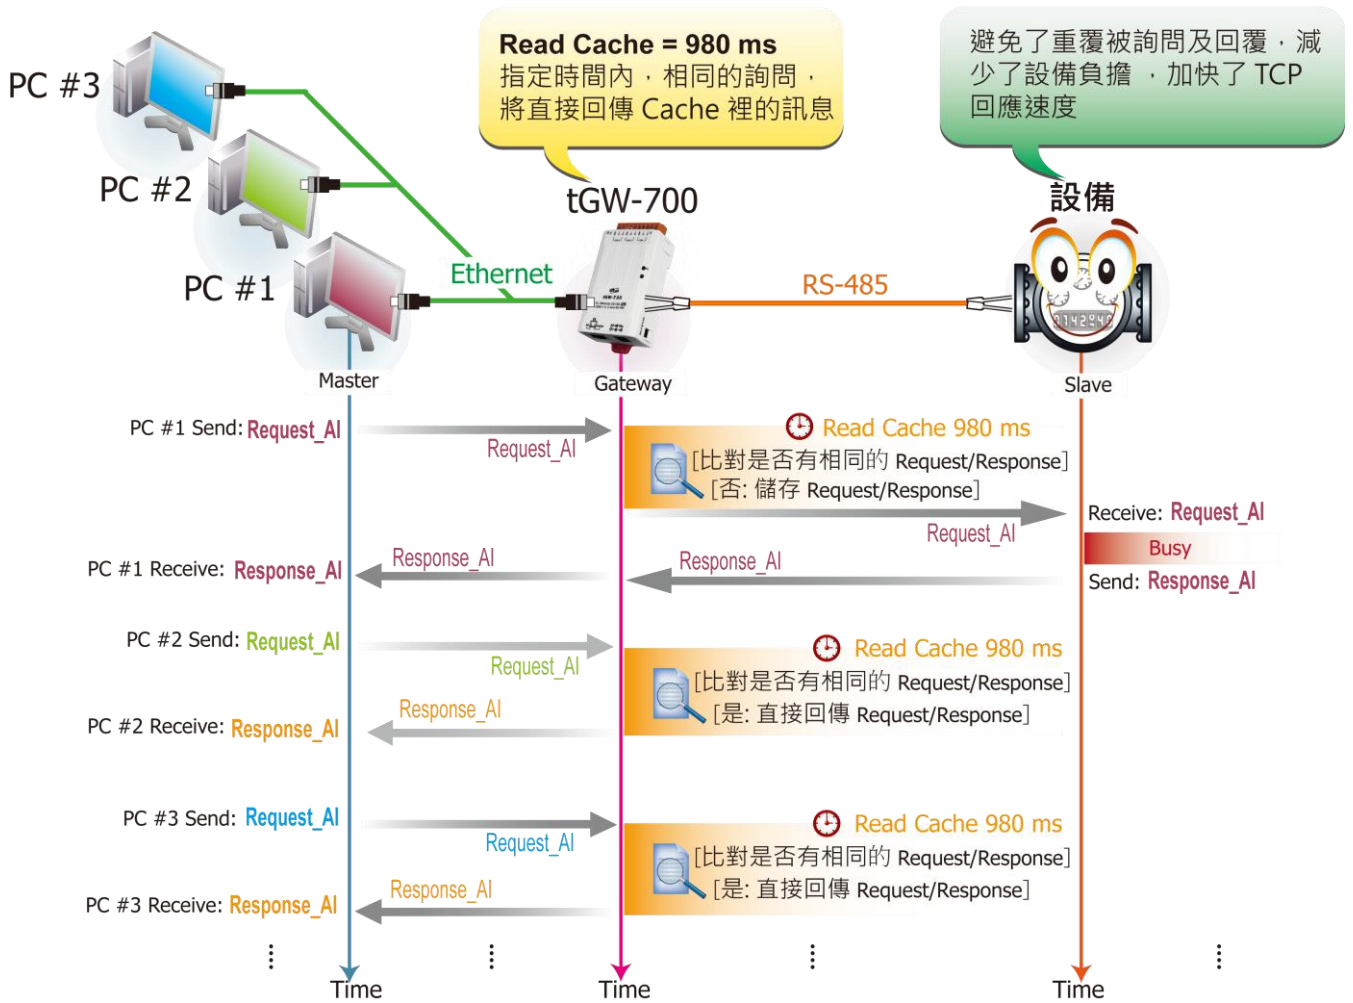 Read Cache = 980 ms
指定時間內，相同的詢問，
將直接回傳 Cache 裡的訊息
避免了重覆被詢問及回覆，減
少了設備負擔 ，加快了 TCP
回應速度
PC #3
PC #2
PC #1
Ethernet
tGW-700
RS-485
設備
Master
Gateway
Slave
PC #1 Send: Request_AI
Request_AI
Read Cache 980 ms
[比對是否有相同的 Request/Response]
[否: 儲存 Request/Response]
Request_AI
Receive: Request_AI
Busy
PC #1 Receive: Response_AI
Response_AI
Response_AI
Send: Response_AI
PC #2 Send: Request_AI
Request_AI
Read Cache 980 ms
[比對是否有相同的 Request/Response]
[是: 直接回傳 Request/Response]
PC #2 Receive: Response_AI
Response_AI
PC #3 Send: Request_AI
Request_AI
Read Cache 980 ms
[比對是否有相同的 Request/Response]
[是: 直接回傳 Request/Response]
PC #3 Receive: Response_AI
Response_AI
Time
Time
Time